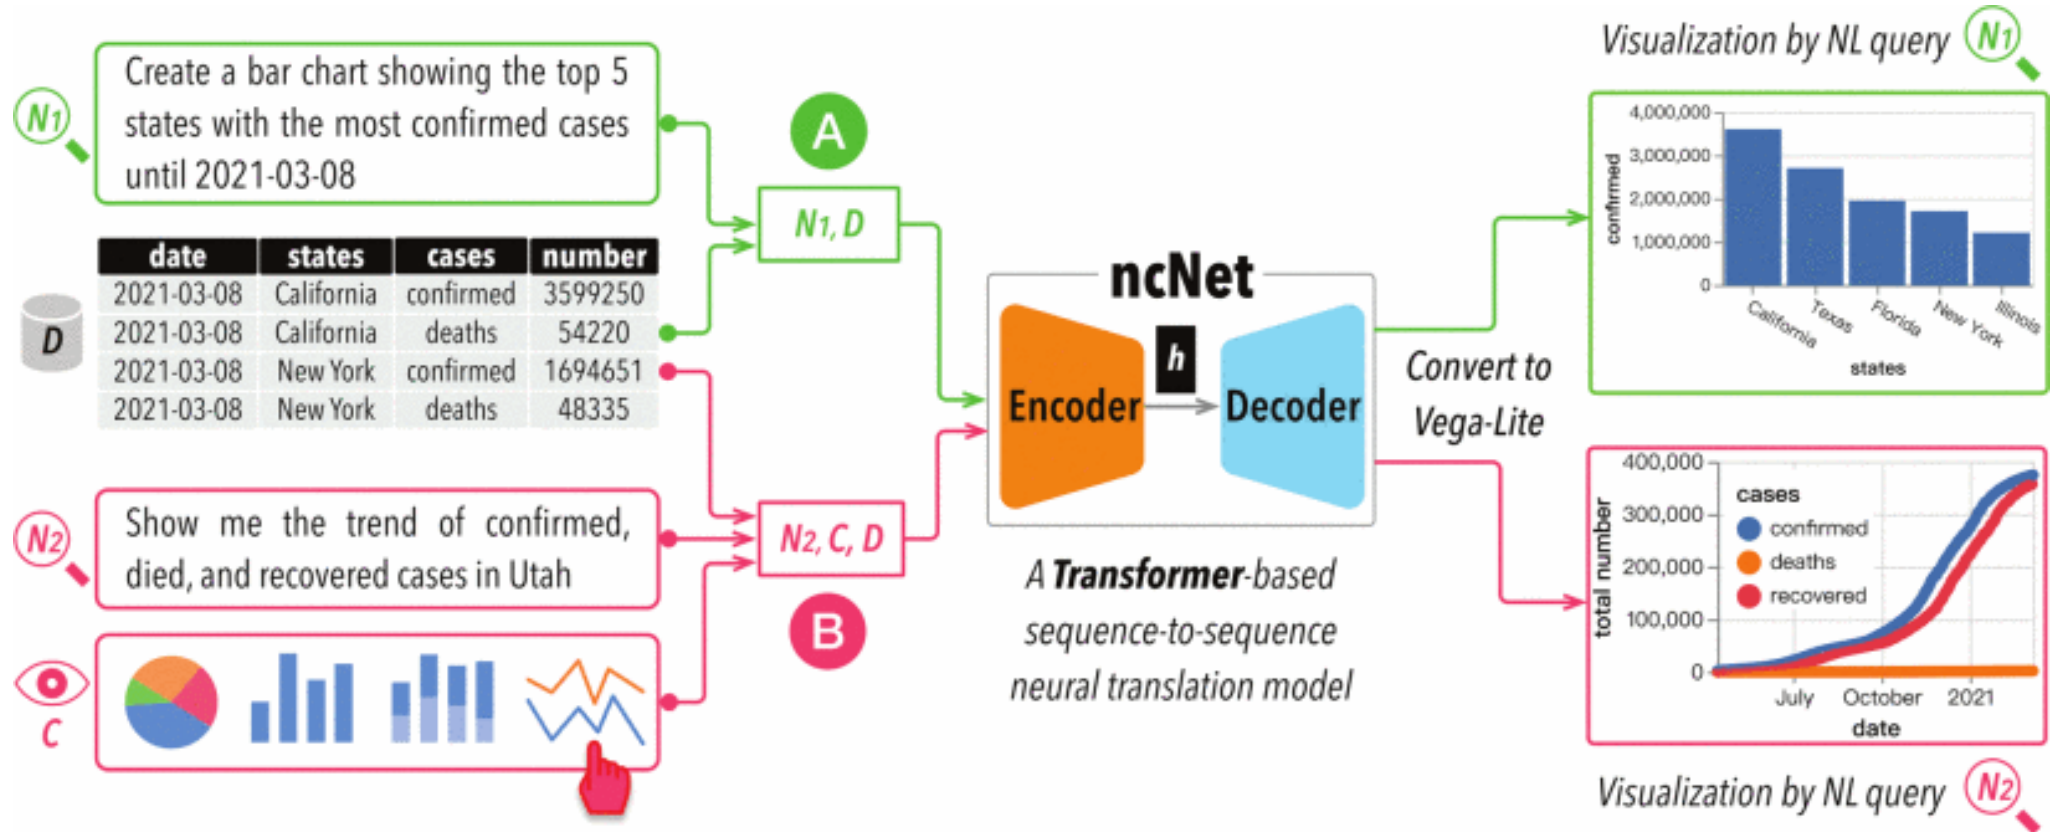 N1
Create a bar chart showing the top 5
states with the most confirmed cases
until 2021-03-08
D
date states cases number
2021-03-08 California confirmed 3599250
2021-03-08 California deaths 54220
2021-03-08 New York confirmed 1694651
2021-03-08 New York deaths 48335
N2
Show me the trend of confirmed,
died, and recovered cases in Utah
C
A
N1, D
N2, C, D
B
ncNet
Encoder
h
Decoder
A Transformer-based
sequence-to-sequence
neural translation model
Convert to
Vega-Lite
Visualization by NL query N1
confirmed
4,000,000
3,000,000
2,000,000
1,000,000
0
California
Texas
Florida
New York
Illinois
states
total number
400,000
300,000
200,000
100,000
0
cases
confirmed
deaths
recovered
July October 2021
date
Visualization by NL query N2